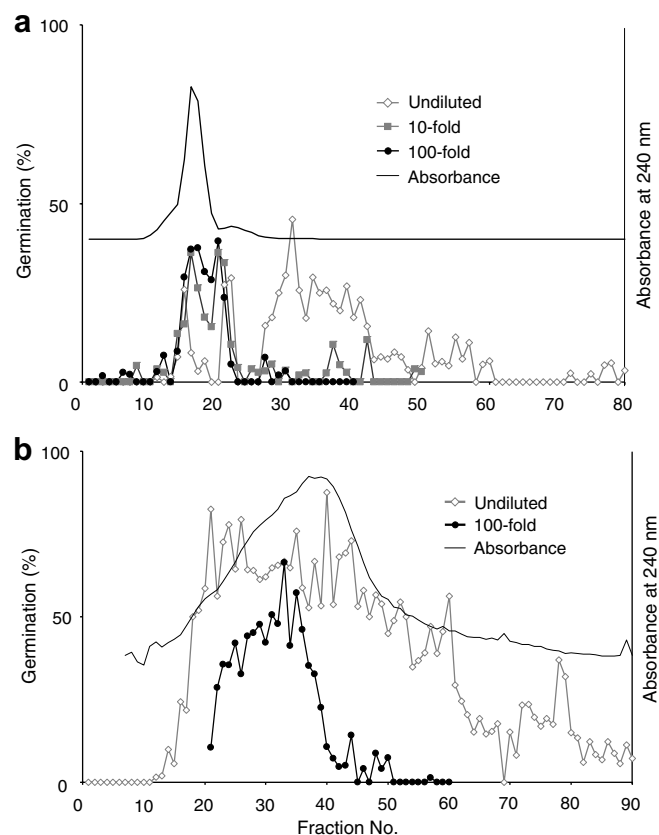 a
100
50
0
Germination (%)
Absorbance at 240 nm
Undiluted
10-fold
100-fold
Absorbance
0 10 20 30 40 50 60 70 80
b
100
50
0
Germination (%)
Absorbance at 240 nm
Undiluted
100-fold
Absorbance
0 10 20 30 40 50 60 70 80 90
Fraction No.